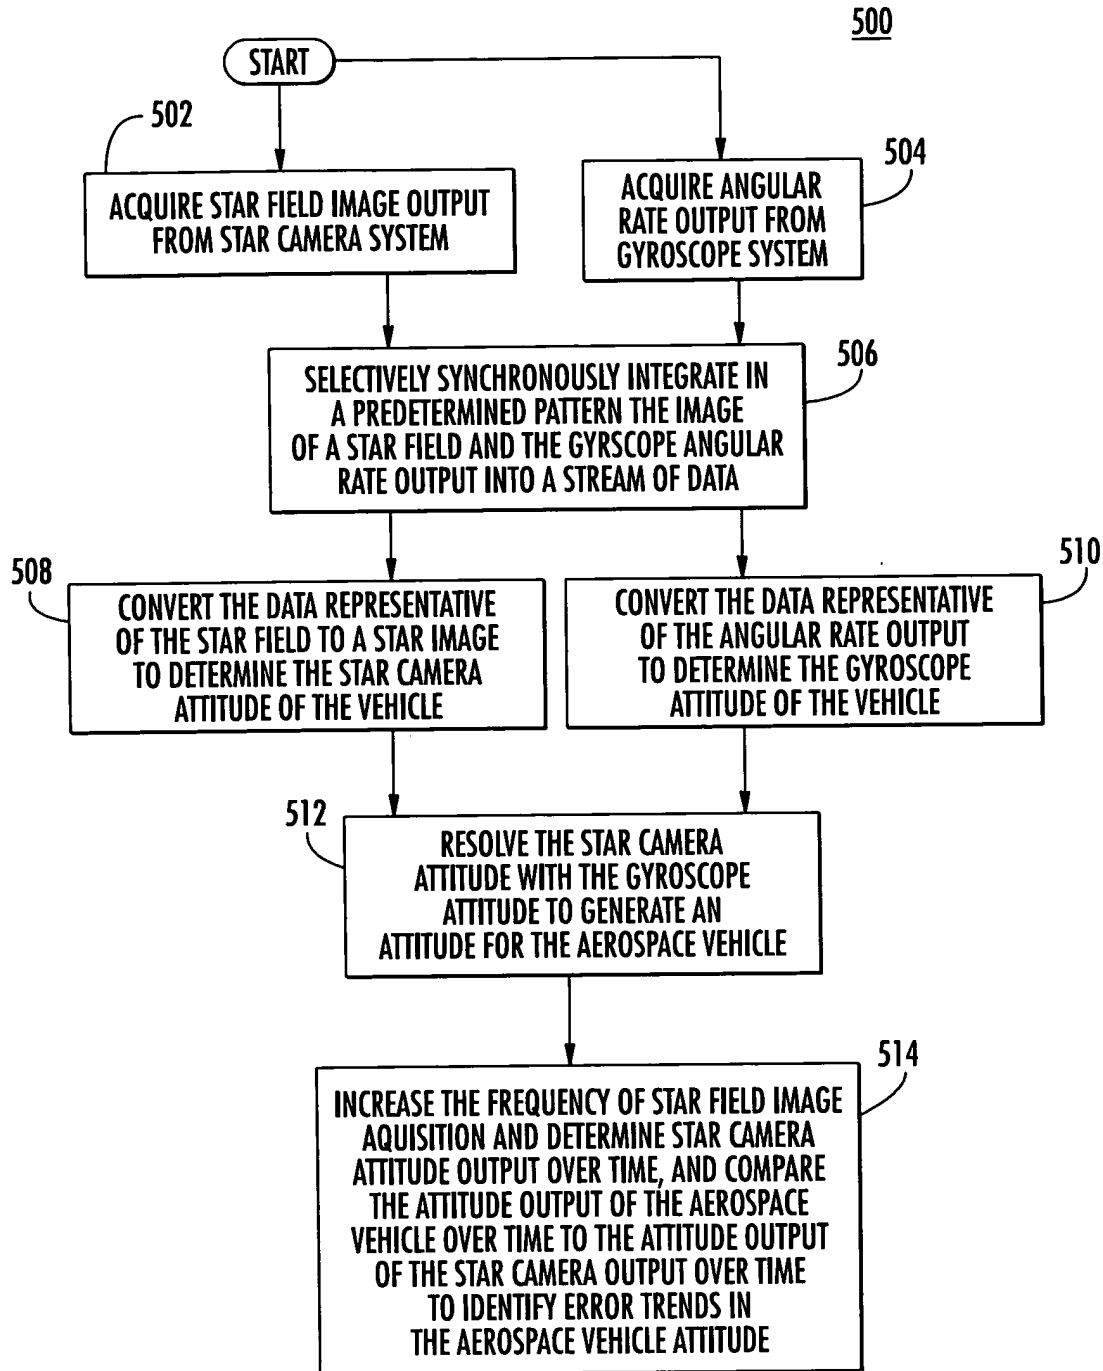 500
START
502
ACQUIRE STAR FIELD IMAGE OUTPUT
FROM STAR CAMERA SYSTEM
504
ACQUIRE ANGULAR
RATE OUTPUT FROM
GYROSCOPE SYSTEM
506
SELECTIVELY SYNCHRONOUSLY INTEGRATE IN
A PREDETERMINED PATTERN THE IMAGE
OF A STAR FIELD AND THE GYRSCOPE ANGULAR
RATE OUTPUT INTO A STREAM OF DATA
508
CONVERT THE DATA REPRESENTATIVE
OF THE STAR FIELD TO A STAR IMAGE
TO DETERMINE THE STAR CAMERA
ATTITUDE OF THE VEHICLE
510
CONVERT THE DATA REPRESENTATIVE
OF THE ANGULAR RATE OUTPUT
TO DETERMINE THE GYROSCOPE
ATTITUDE OF THE VEHICLE
512
RESOLVE THE STAR CAMERA
ATTITUDE WITH THE GYROSCOPE
ATTITUDE TO GENERATE AN
ATTITUDE FOR THE AEROSPACE VEHICLE
514
INCREASE THE FREQUENCY OF STAR FIELD IMAGE
AQUISITION AND DETERMINE STAR CAMERA
ATTITUDE OUTPUT OVER TIME, AND COMPARE
THE ATTITUDE OUTPUT OF THE AEROSPACE
VEHICLE OVER TIME TO THE ATTITUDE OUTPUT
OF THE STAR CAMERA OUTPUT OVER TIME
TO IDENTIFY ERROR TRENDS IN
THE AEROSPACE VEHICLE ATTITUDE